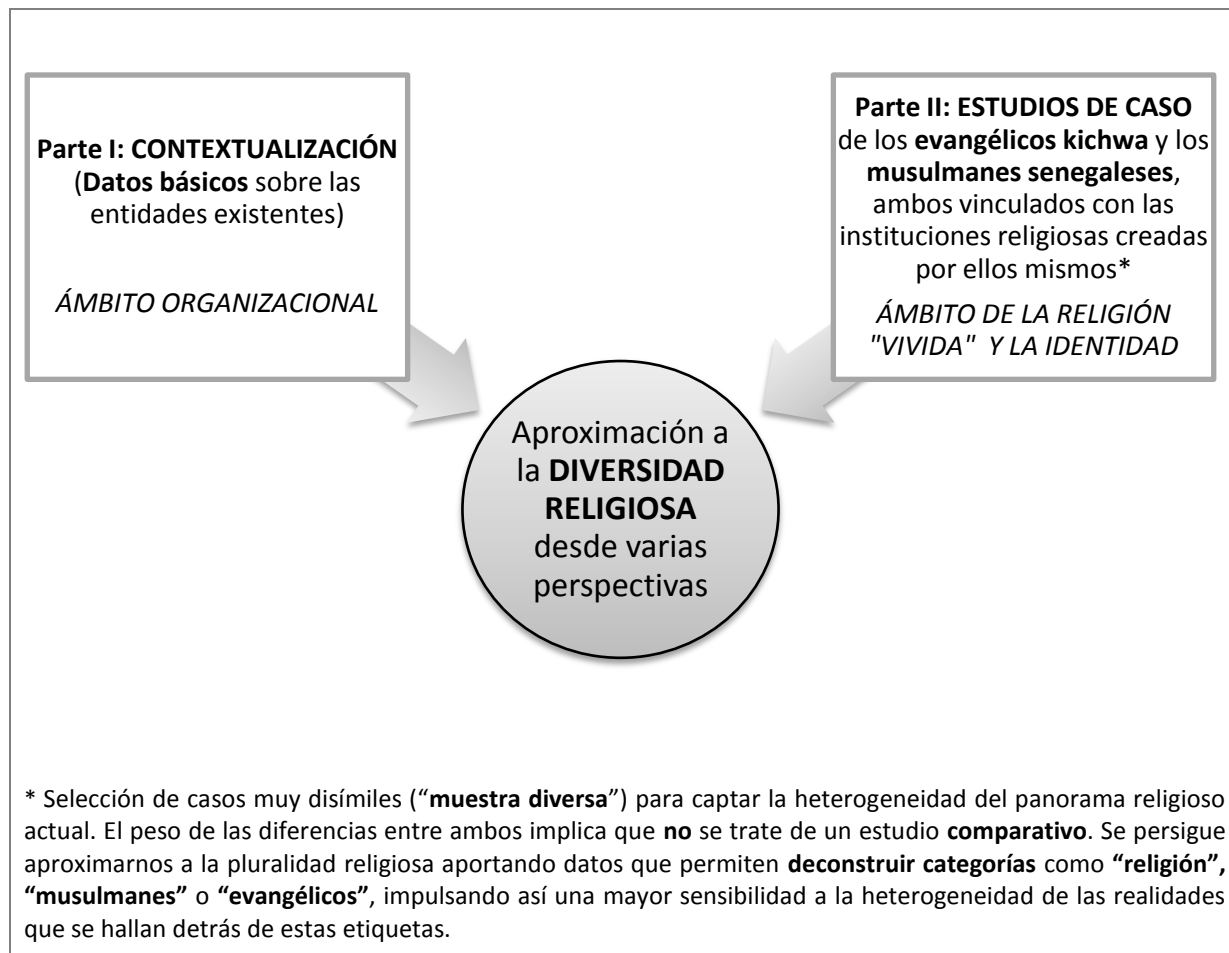 Parte I: CONTEXTUALIZACIÓN
(Datos básicos sobre las
entidades existentes)
ÁMBITO ORGANIZACIONAL
Parte II: ESTUDIOS DE CASO
de los evangélicos kichwa y los
musulmanes senegaleses,
ambos vinculados con las
instituciones religiosas creadas
por ellos mismos*
ÁMBITO DE LA RELIGIÓN
"VIVIDA" Y LA IDENTIDAD
Aproximación a
la DIVERSIDAD
RELIGIOSA
desde varias
perspectivas
* Selección de casos muy disímiles (“muestra diversa”) para captar la heterogeneidad del panorama religioso
actual. El peso de las diferencias entre ambos implica que no se trate de un estudio comparativo. Se persigue
aproximarnos a la pluralidad religiosa aportando datos que permiten deconstruir categorías como “religión”,
“musulmanes” o “evangélicos”, impulsando así una mayor sensibilidad a la heterogeneidad de las realidades
que se hallan detrás de estas etiquetas.